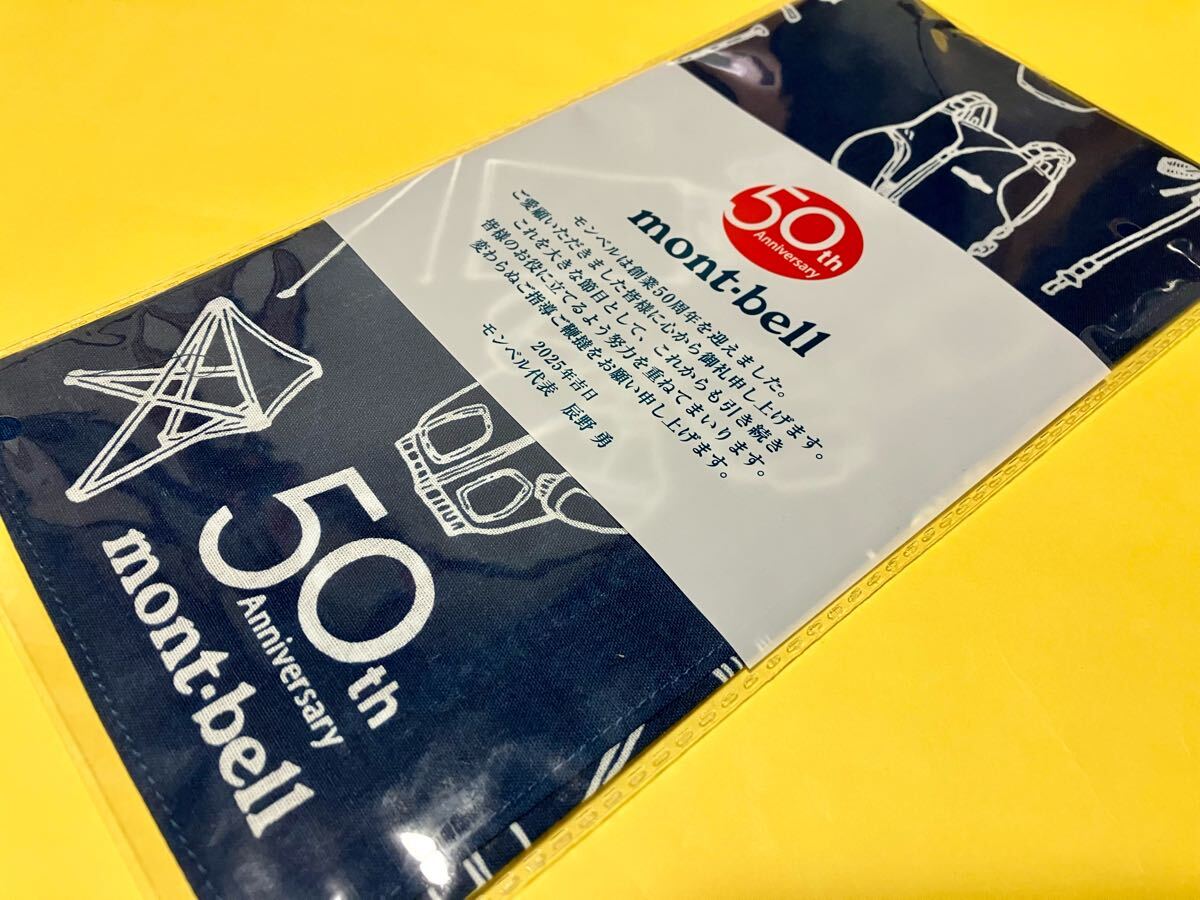 50th
Anniversary
mont·bell
モンベルは創業50周年を迎えました。
ご愛顧いただきました皆様に心から御礼申し上げます。
これを大きな節目として、これからも引き続き
皆様のお役に立てるよう努力を重ねてまいります。
変わらぬご指導ご鞭撻をお願い申し上げます。
2025年吉日
モンベル代表 辰野 勇
50th
Anniversary
mont·bell